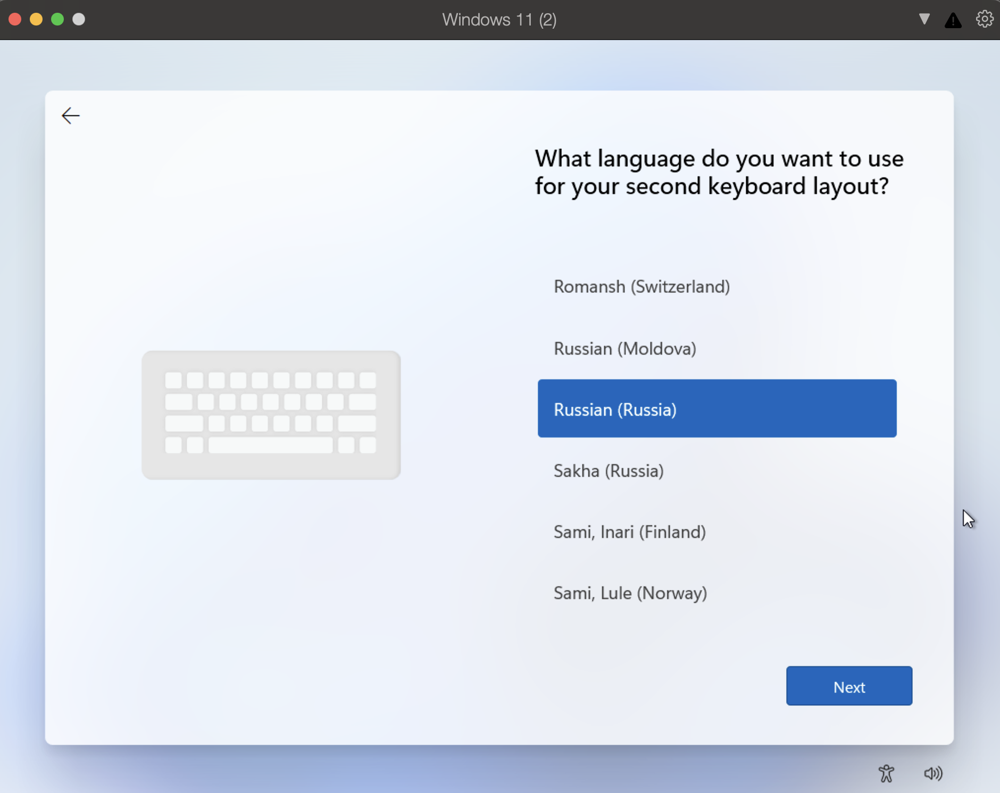 Windows 11 (2)
What language do you want to use
for your second keyboard layout?
Romansh (Switzerland)
Russian (Moldova)
Russian (Russia)
Sakha (Russia)
Sami, Inari (Finland)
Sami, Lule (Norway)
Next